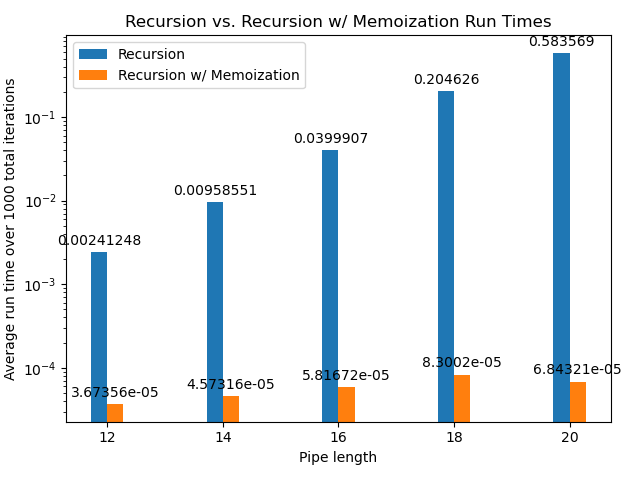 Recursion vs. Recursion w/ Memoization Run Times
Recursion
Recursion w/ Memoization
Average run time over 1000 total iterations
10⁻¹
10⁻²
10⁻³
10⁻⁴
0.00241248
0.00958551
0.0399907
0.204626
0.583569
3.67356e-05
4.57316e-05
5.81672e-05
8.3002e-05
6.84321e-05
12
14
16
18
20
Pipe length